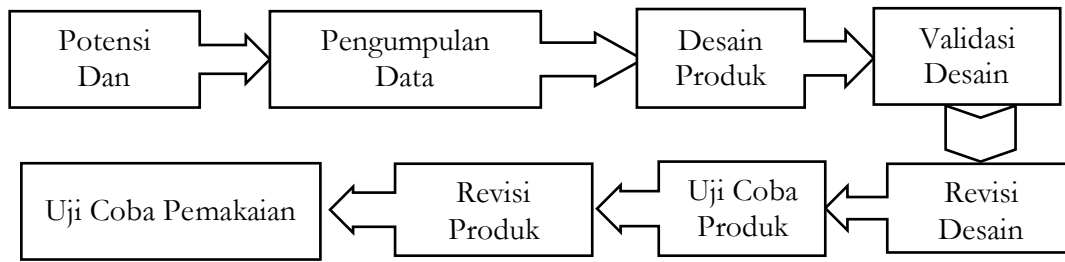 Potensi
Dan
Pengumpulan
Data
Desain
Produk
Validasi
Desain
Revisi
Desain
Uji Coba
Produk
Revisi
Produk
Uji Coba Pemakaian